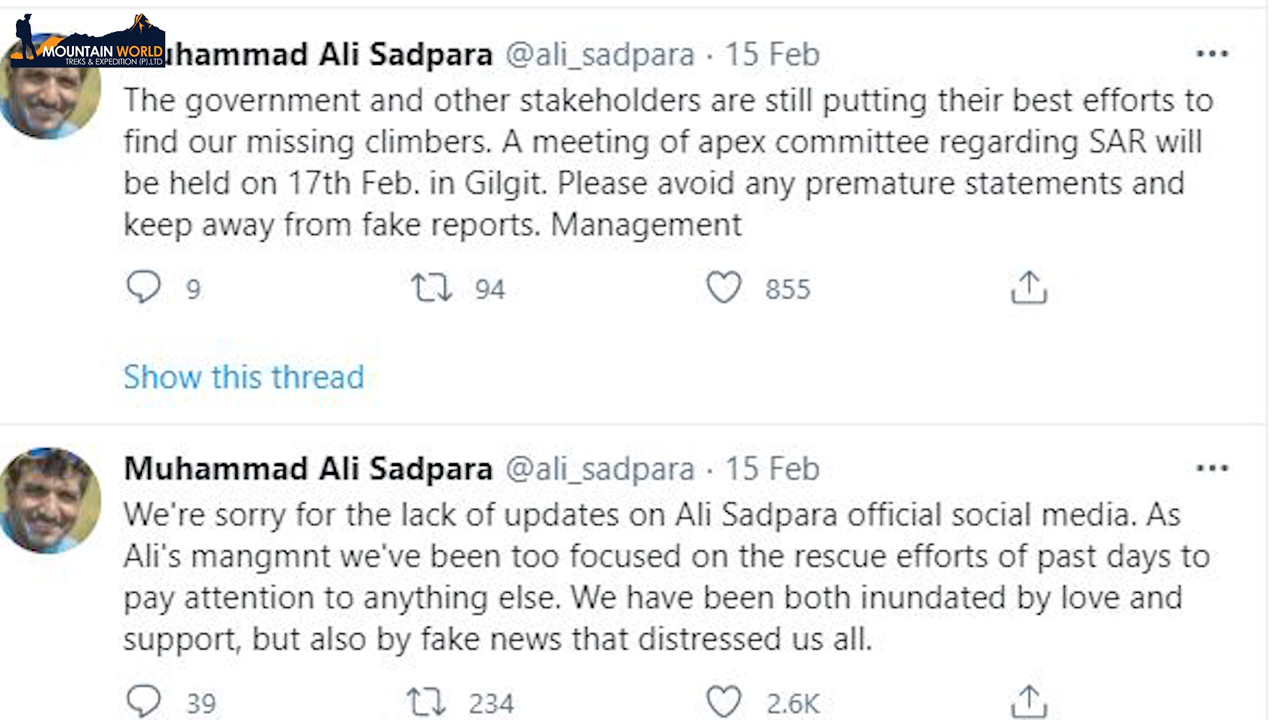 MOUNTAIN WORLD
TREKS & EXPEDITION (P).LTD
uhammad Ali Sadpara @ali_sadpara · 15 Feb
The government and other stakeholders are still putting their best efforts to
find our missing climbers. A meeting of apex committee regarding SAR will
be held on 17th Feb. in Gilgit. Please avoid any premature statements and
keep away from fake reports. Management
9 94 855
Show this thread
Muhammad Ali Sadpara @ali_sadpara · 15 Feb
We're sorry for the lack of updates on Ali Sadpara official social media. As
Ali's mangmnt we've been too focused on the rescue efforts of past days to
pay attention to anything else. We have been both inundated by love and
support, but also by fake news that distressed us all.
39 234 2.6K